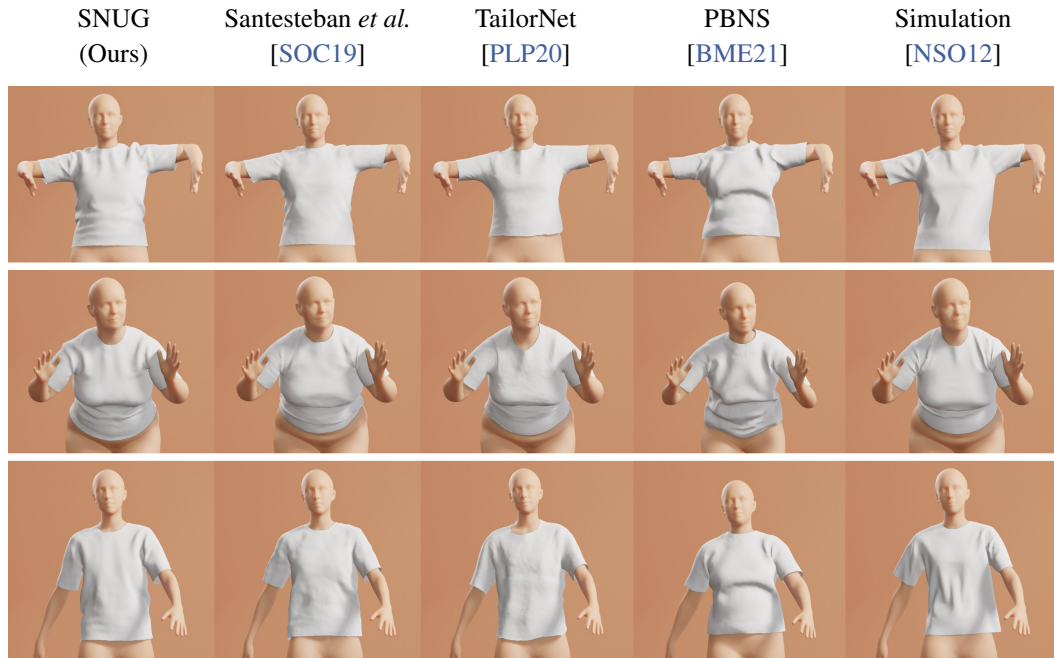 SNUG Santesteban et al. TailorNet PBNS Simulation
(Ours) [SOC19] [PLP20] [BME21] [NSO12]